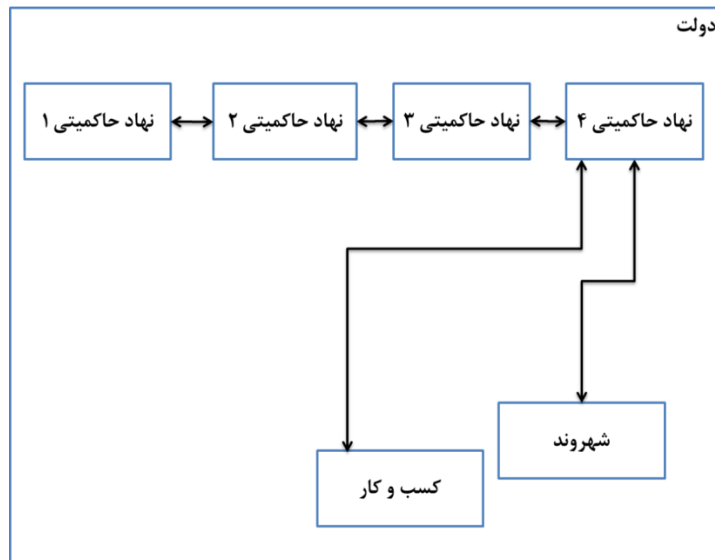 دولت
نهاد حاکمیتی ۴
نهاد حاکمیتی ۳
نهاد حاکمیتی ۲
نهاد حاکمیتی ۱
شهروند
کسب و کار